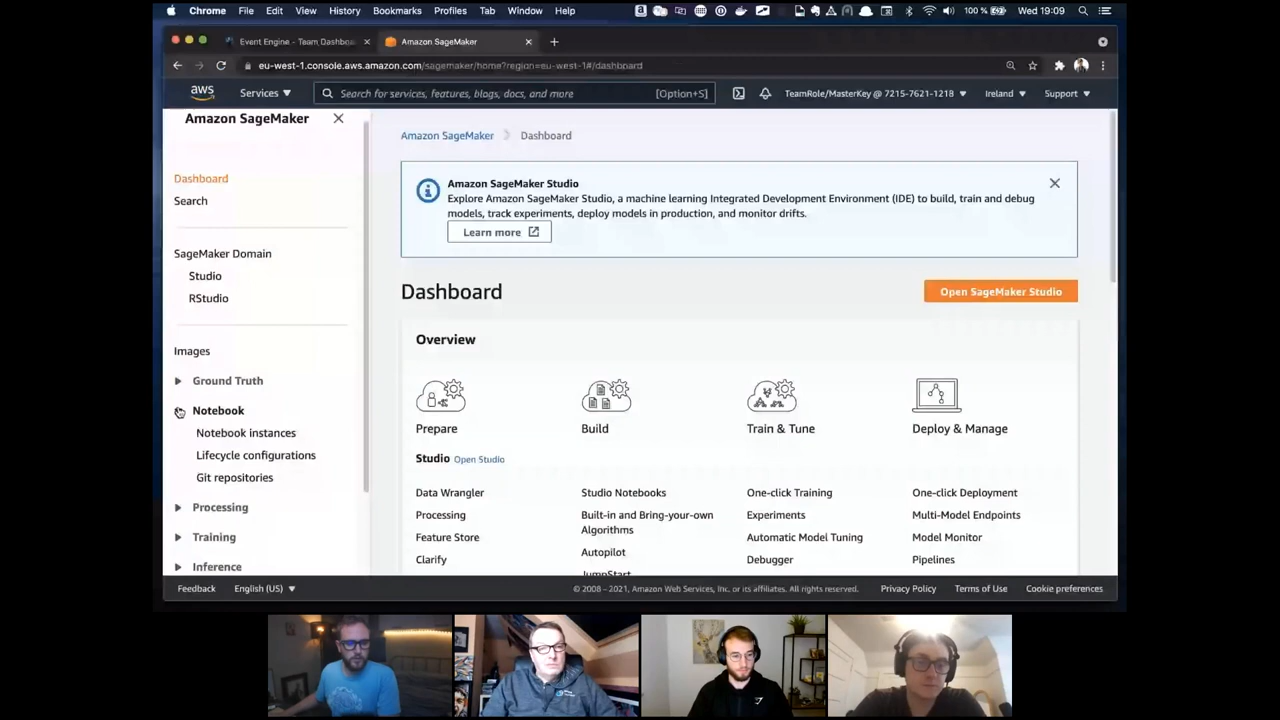 Chrome File Edit View History Bookmarks Profiles Tab Window Help 100 % Wed 19:09
Event Engine - Team Dashboa
Amazon SageMaker
eu-west-1.console.aws.amazon.com/sagemaker/home?region=eu-west-1#/dashboard
aws Services Search for services, features, blogs, docs, and more [Option+S] TeamRole/MasterKey @ 7215-7621-1218 Ireland Support
Amazon SageMaker
Dashboard
Search
SageMaker Domain
Studio
RStudio
Images
Ground Truth
Notebook
Notebook instances
Lifecycle configurations
Git repositories
Processing
Training
Inference
Amazon SageMaker Dashboard
Amazon SageMaker Studio
Explore Amazon SageMaker Studio, a machine learning Integrated Development Environment (IDE) to build, train and debug
models, track experiments, deploy models in production, and monitor drifts.
Learn more
Dashboard
Open SageMaker Studio
Overview
Prepare
Build
Train & Tune
Deploy & Manage
Studio Open Studio
Data Wrangler
Processing
Feature Store
Clarify
Studio Notebooks
Built-in and Bring-your-own
Algorithms
Autopilot
JumpStart
One-click Training
Experiments
Automatic Model Tuning
Debugger
One-click Deployment
Multi-Model Endpoints
Model Monitor
Pipelines
Feedback English (US) © 2008 - 2021, Amazon Web Services, Inc. or its affiliates. All rights reserved. Privacy Policy Terms of Use Cookie preferences